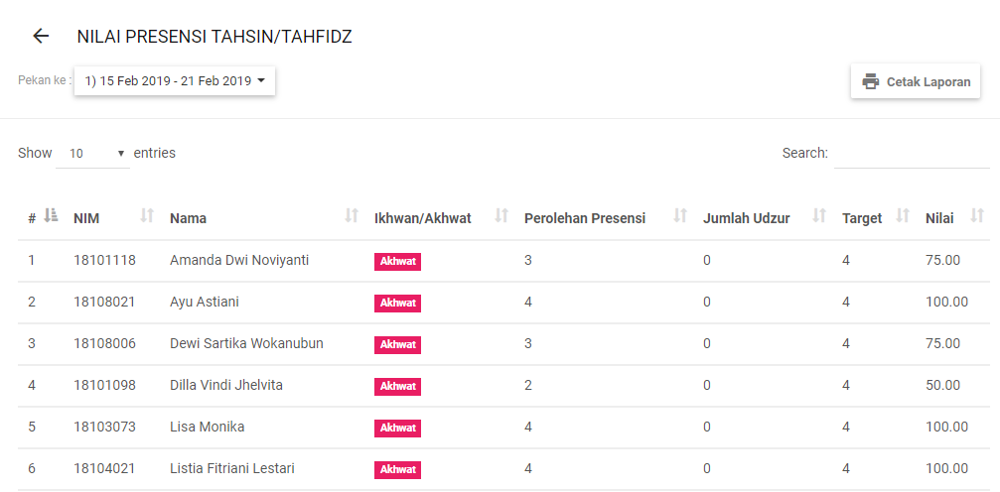 NILAI PRESENSI TAHSIN/TAHFIDZ
Pekan ke : 1) 15 Feb 2019 - 21 Feb 2019 Cetak Laporan
Show 10 entries Search:
# NIM Nama Ikhwan/Akhwat Perolehan Presensi Jumlah Udzur Target Nilai
1 18101118 Amanda Dwi Noviyanti Akhwat 3 0 4 75.00
2 18108021 Ayu Astiani Akhwat 4 0 4 100.00
3 18108006 Dewi Sartika Wokanubun Akhwat 3 0 4 75.00
4 18101098 Dilla Vindi Jhelvita Akhwat 2 0 4 50.00
5 18103073 Lisa Monika Akhwat 4 0 4 100.00
6 18104021 Listia Fitriani Lestari Akhwat 4 0 4 100.00